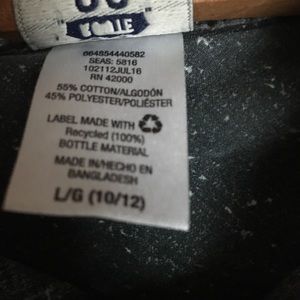 664854440582
SEAS: 5816
102112JUL16
RN 42000
55% COTTON/ALGODÓN
45% POLYESTER/POLIÉSTER
LABEL MADE WITH
Recycled (100%)
BOTTLE MATERIAL
MADE IN/HECHO EN
BANGLADESH
L/G (10/12)